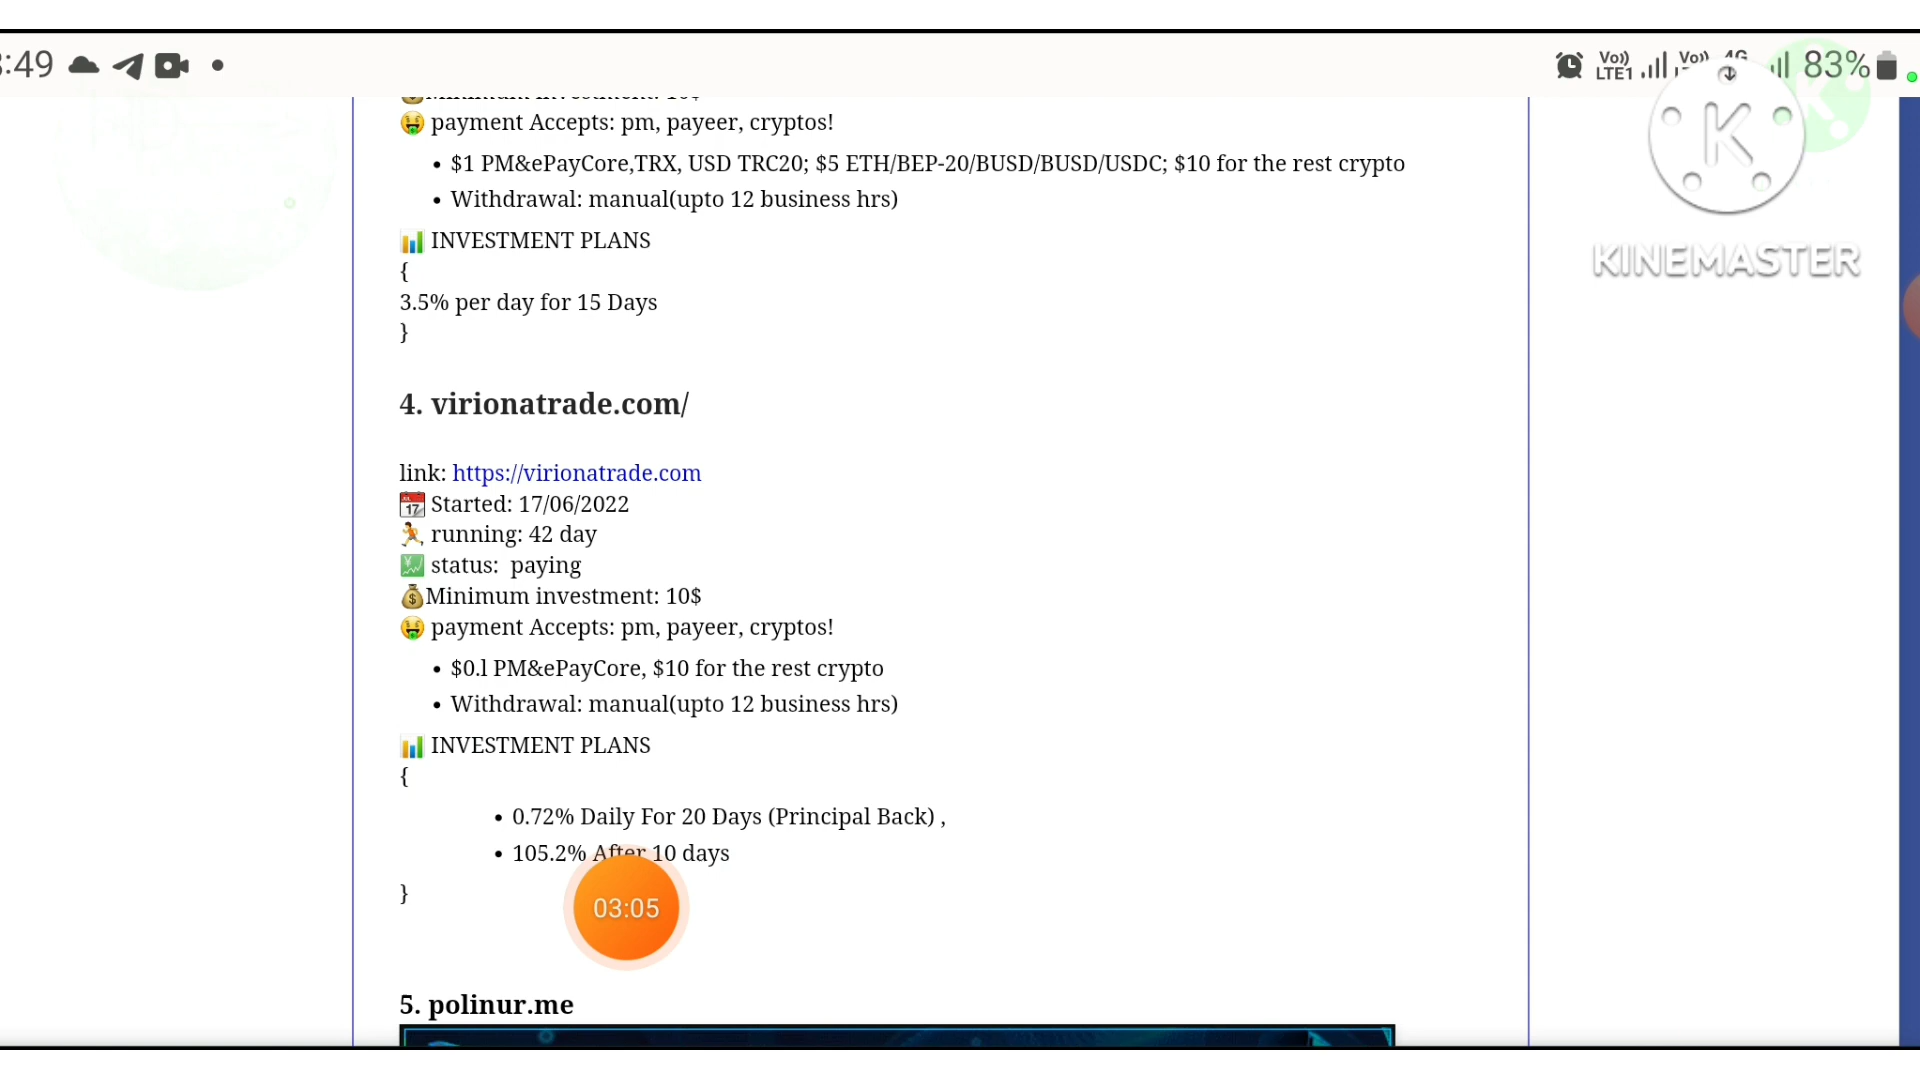 :49
Vo)) LTE1 Vo)) 4G 83%
Minimum investment: 10$
payment Accepts: pm, payeer, cryptos!
• $1 PM&ePayCore,TRX, USD TRC20; $5 ETH/BEP-20/BUSD/BUSD/USDC; $10 for the rest crypto
• Withdrawal: manual(upto 12 business hrs)
INVESTMENT PLANS
{
3.5% per day for 15 Days
}
KINEMASTER
4. virionatrade.com/
link: https://virionatrade.com
Started: 17/06/2022
running: 42 day
status: paying
Minimum investment: 10$
payment Accepts: pm, payeer, cryptos!
• $0.l PM&ePayCore, $10 for the rest crypto
• Withdrawal: manual(upto 12 business hrs)
INVESTMENT PLANS
{
• 0.72% Daily For 20 Days (Principal Back) ,
• 105.2% After 10 days
}
03:05
5. polinur.me